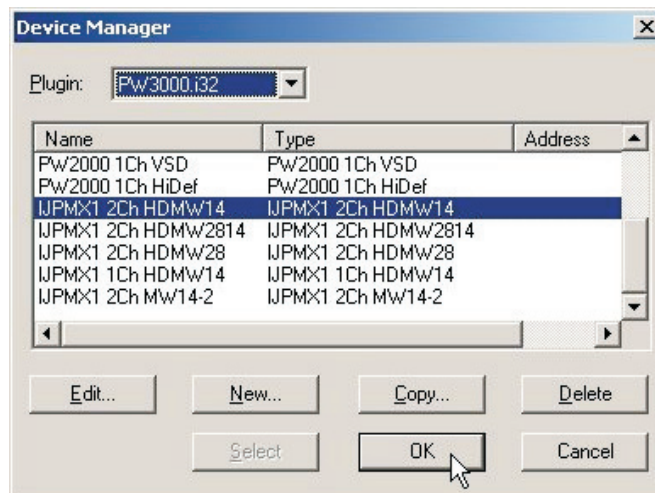 Device Manager
Plugin: PW3000.i32
Name Type Address
PW2000 1Ch VSD PW2000 1Ch VSD
PW2000 1Ch HiDef PW2000 1Ch HiDef
IJPMX1 2Ch HDMW14 IJPMX1 2Ch HDMW14
IJPMX1 2Ch HDMW2814 IJPMX1 2Ch HDMW2814
IJPMX1 2Ch HDMW28 IJPMX1 2Ch HDMW28
IJPMX1 1Ch HDMW14 IJPMX1 1Ch HDMW14
IJPMX1 2Ch MW14-2 IJPMX1 2Ch MW14-2
Edit... New... Copy... Delete
Select OK Cancel